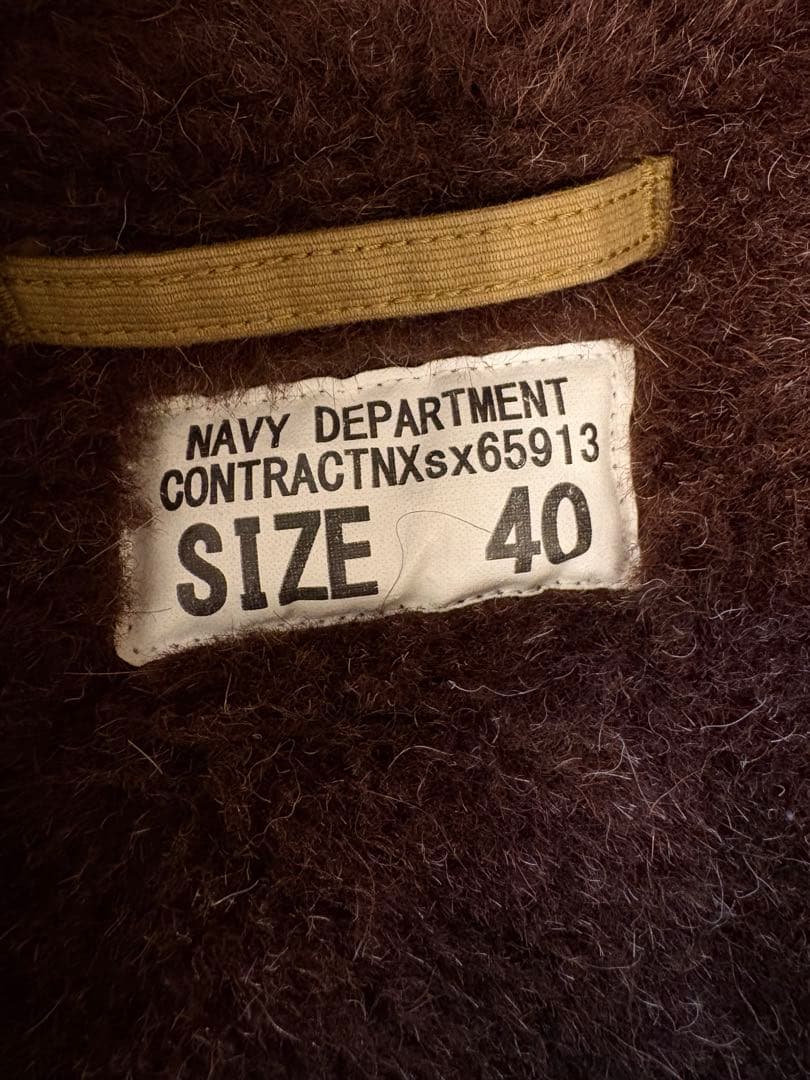 NAVY DEPARTMENT
CONTRACTNXsx65913
SIZE 40